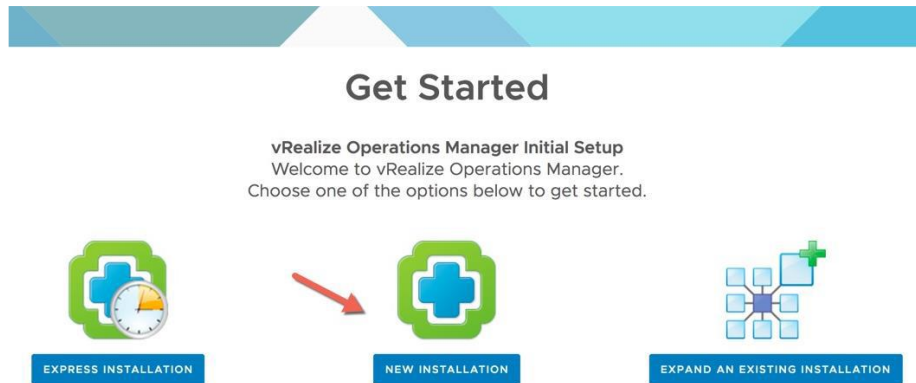 Get Started
vRealize Operations Manager Initial Setup
Welcome to vRealize Operations Manager.
Choose one of the options below to get started.
EXPRESS INSTALLATION
NEW INSTALLATION
EXPAND AN EXISTING INSTALLATION